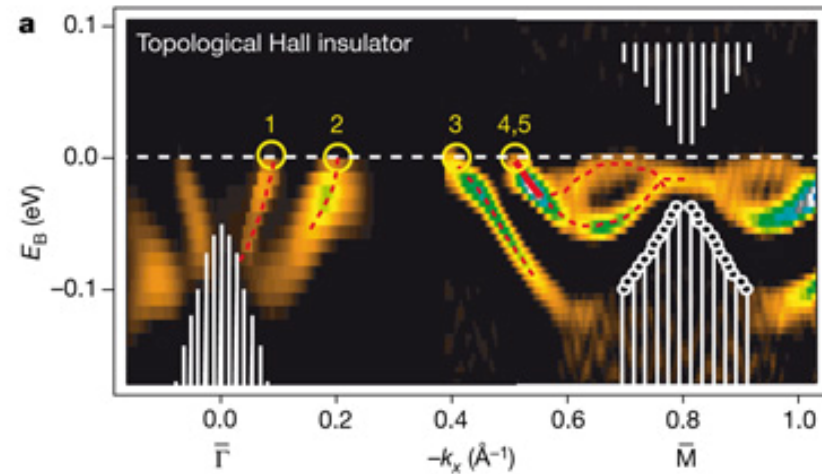 a
0.1
Topological Hall insulator
1
2
3
4,5
0.0
E_B (eV)
−0.1
0.0 0.2 0.4 0.6 0.8 1.0
Γ̄ −k_x (Å⁻¹) M̄